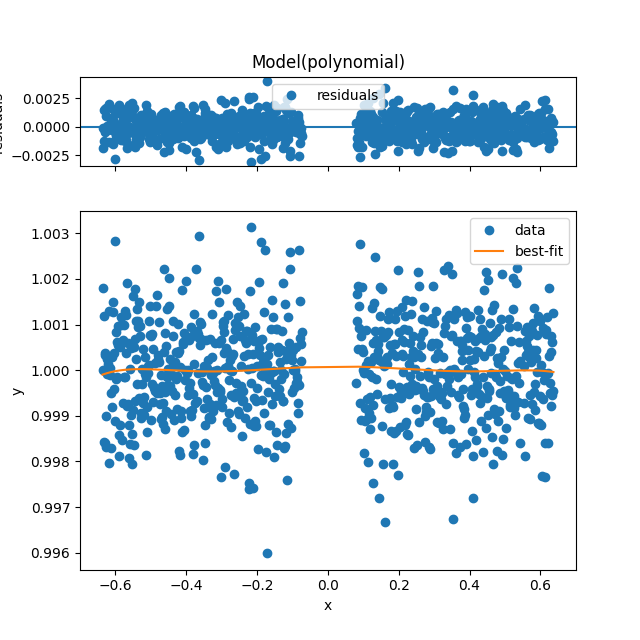 Model(polynomial)
residuals
0.0025
0.0000
−0.0025
residuals
1.003
1.002
1.001
1.000
0.999
0.998
0.997
0.996
y
data
best-fit
−0.6 −0.4 −0.2 0.0 0.2 0.4 0.6
x